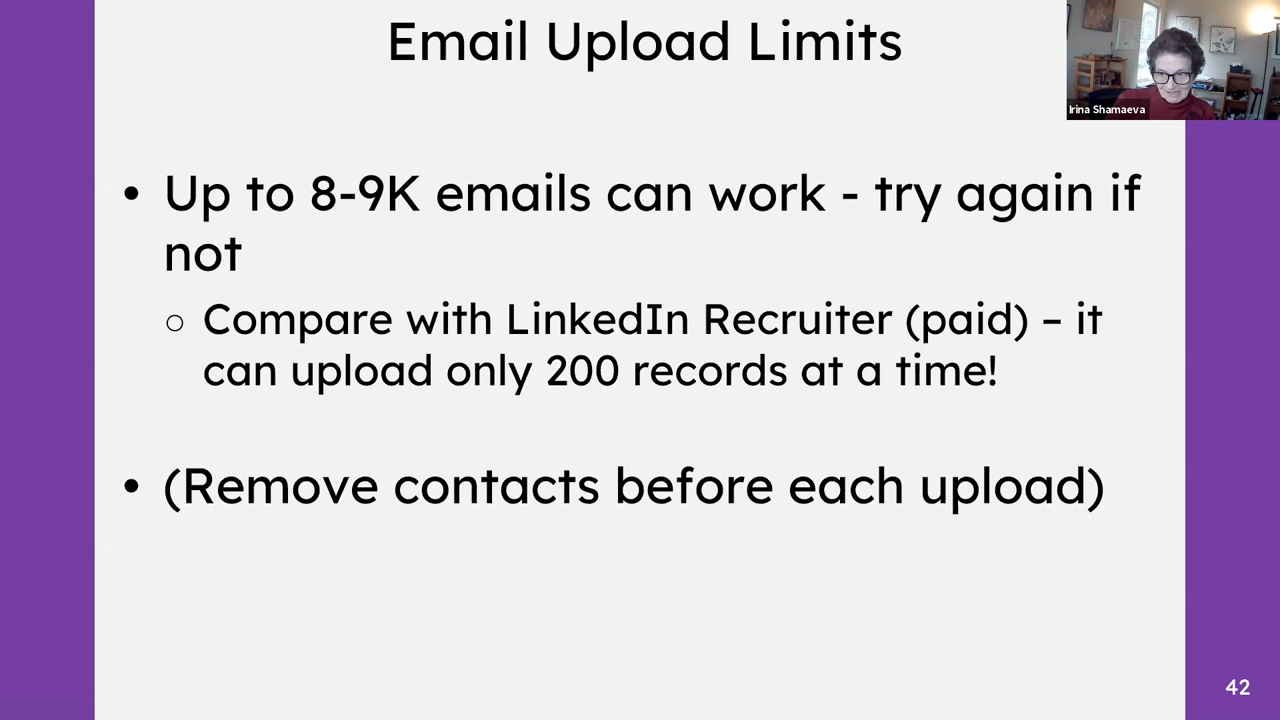 Email Upload Limits
Irina Shamaeva
• Up to 8-9K emails can work - try again if
not
○ Compare with LinkedIn Recruiter (paid) – it
can upload only 200 records at a time!
• (Remove contacts before each upload)
42